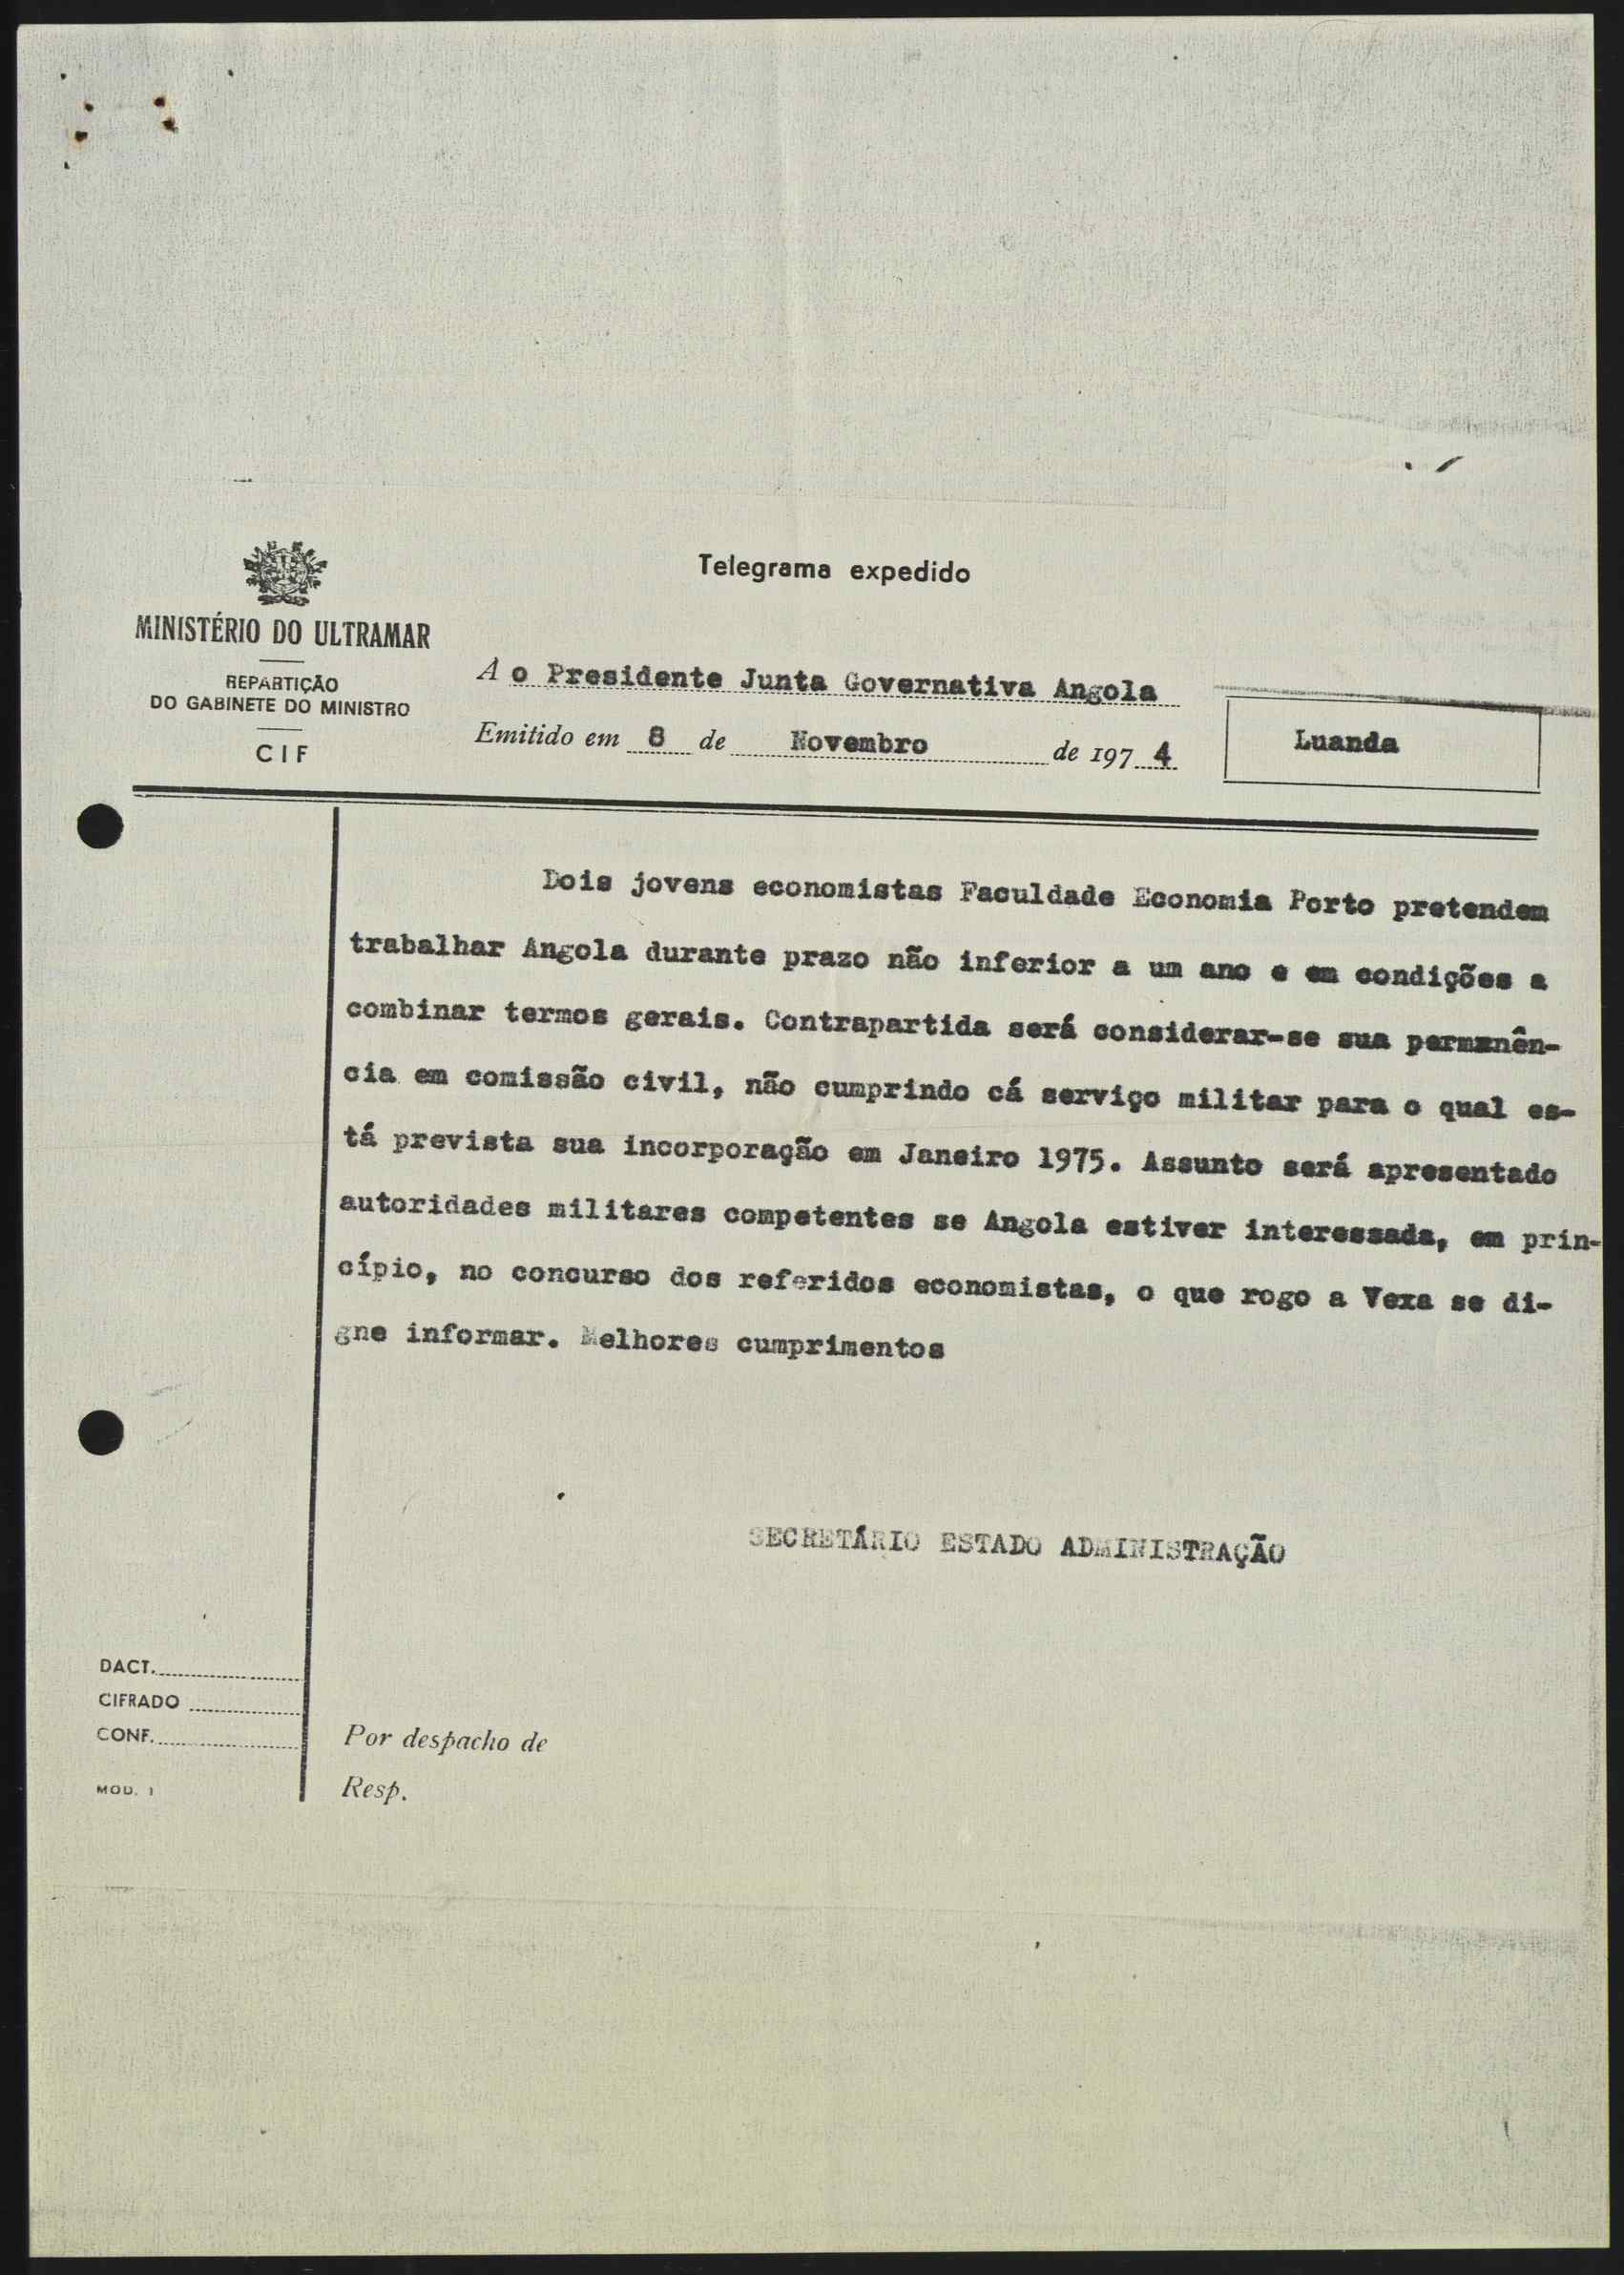 Telegrama expedido
MINISTÉRIO DO ULTRAMAR
REPARTIÇÃO
DO GABINETE DO MINISTRO
CIF
A o Presidente Junta Governativa Angola
Emitido em 8 de Novembro de 197 4
Luanda
Dois jovens economistas Faculdade Economia Porto pretendem
trabalhar Angola durante prazo não inferior a um ano e em condições a
combinar termos gerais. Contrapartida será considerar-se sua permanên-
cia em comissão civil, não cumprindo cá serviço militar para o qual es-
tá prevista sua incorporação em Janeiro 1975. Assunto será apresentado
autoridades militares competentes se Angola estiver interessada, em prin-
cípio, no concurso dos referidos economistas, o que rogo a Vexa se di-
gne informar. Melhores cumprimentos
SECRETÁRIO ESTADO ADMINISTRAÇÃO
DACT.
CIFRADO
CONF.
MOD. 1
Por despacho de
Resp.